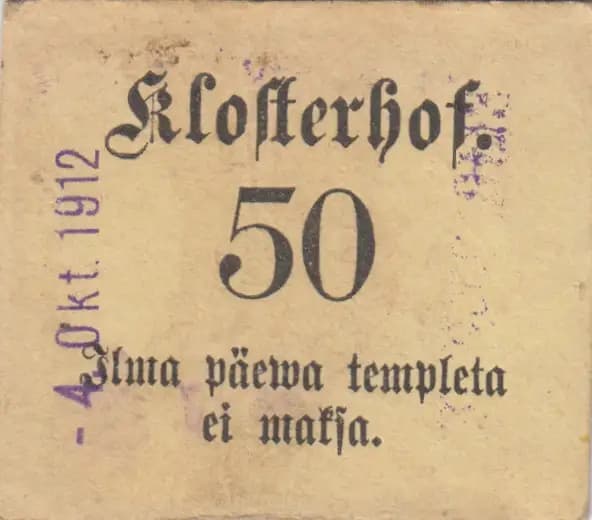 Klosterhof.
50
Ilma päewa templeta
ei maksa.
- 4. Okt. 1912